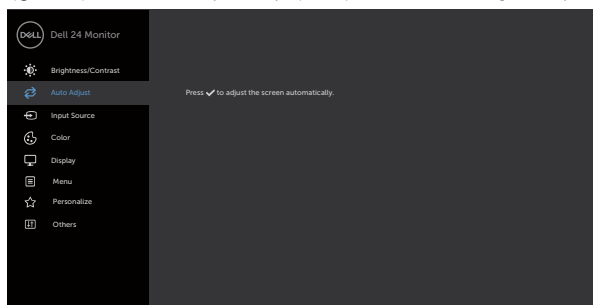 DELL
Dell 24 Monitor
Brightness/Contrast
Auto Adjust
Press ✓ to adjust the screen automatically.
Input Source
Color
Display
Menu
Personalize
Others